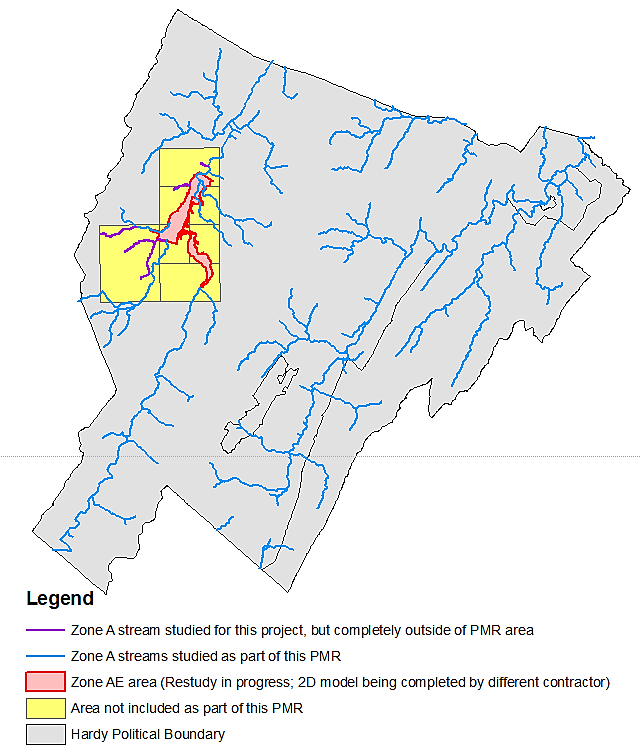 Legend
Zone A stream studied for this project, but completely outside of PMR area
Zone A streams studied as part of this PMR
Zone AE area (Restudy in progress; 2D model being completed by different contractor)
Area not included as part of this PMR
Hardy Political Boundary